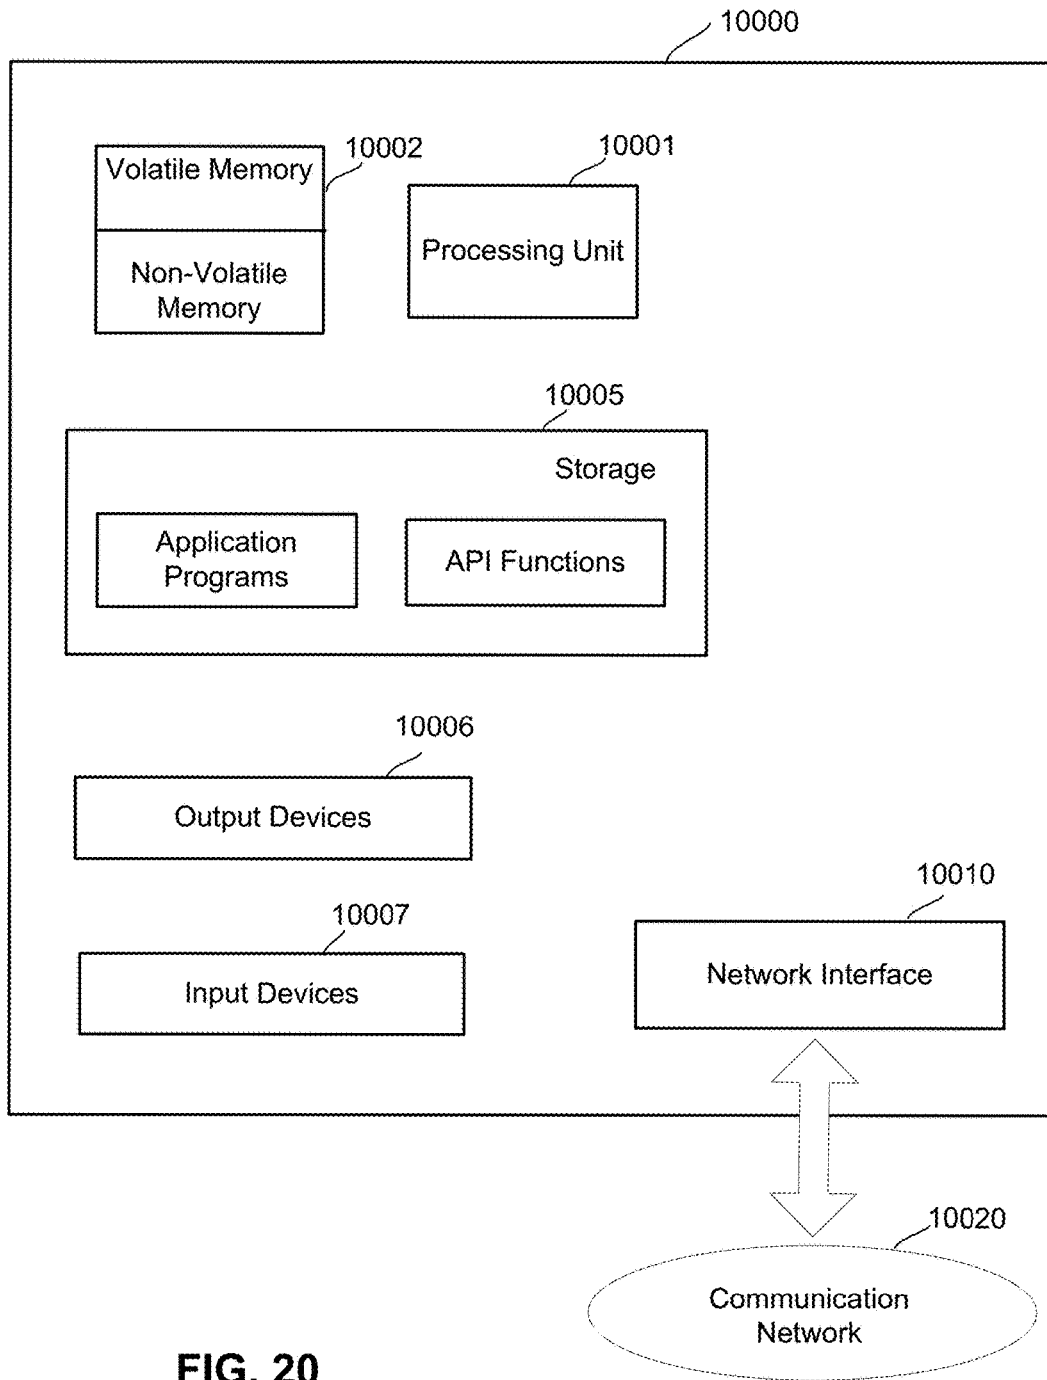 10000
10002
10001
Volatile Memory
Processing Unit
Non-Volatile
Memory
10005
Storage
Application
Programs
API Functions
10006
Output Devices
10010
10007
Network Interface
Input Devices
10020
Communication
Network
FIG. 20